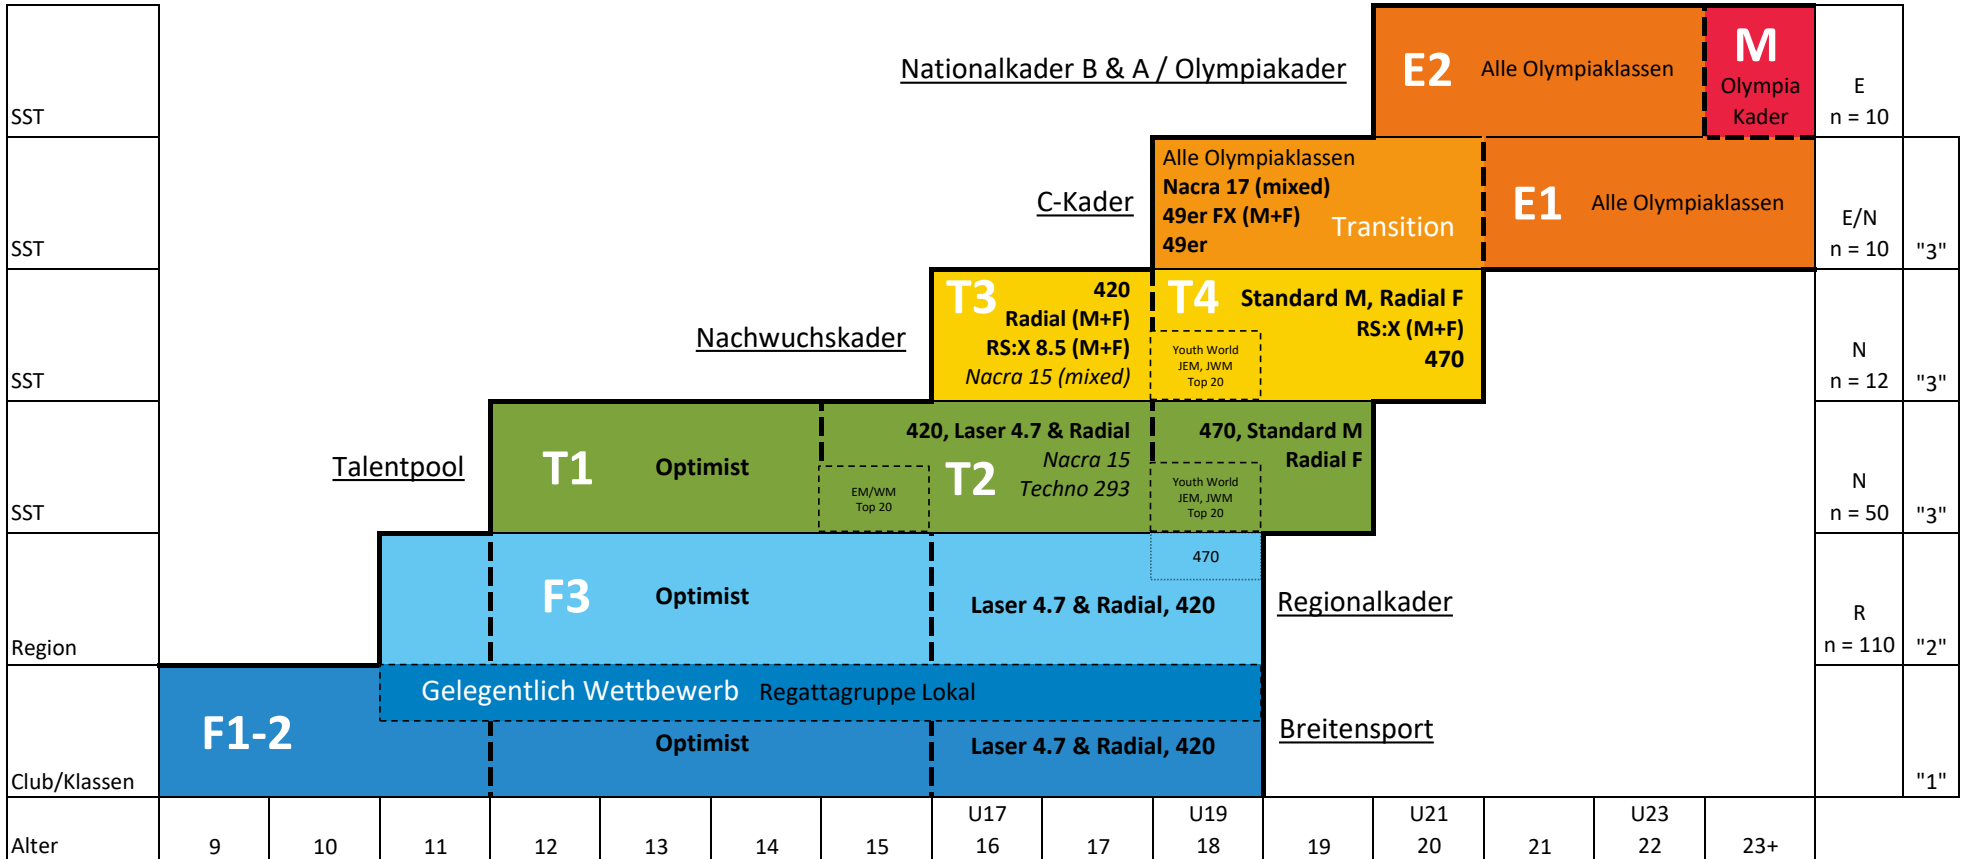 SST
Nationalkader B & A / Olympiakader
E2 Alle Olympiaklassen
M
Olympia
Kader
E
n = 10
SST
C-Kader
Alle Olympiaklassen
Nacra 17 (mixed)
49er FX (M+F)
49er
Transition
E1 Alle Olympiaklassen
E/N
n = 10
"3"
SST
Nachwuchskader
T3
420
Radial (M+F)
RS:X 8.5 (M+F)
Nacra 15 (mixed)
T4
Standard M, Radial F
RS:X (M+F)
470
Youth World
JEM, JWM
Top 20
N
n = 12
"3"
SST
Talentpool
T1 Optimist
EM/WM
Top 20
T2
420, Laser 4.7 & Radial
Nacra 15
Techno 293
470, Standard M
Radial F
Youth World
JEM, JWM
Top 20
N
n = 50
"3"
Region
F3 Optimist
470
Laser 4.7 & Radial, 420
Regionalkader
R
n = 110
"2"
Club/Klassen
Gelegentlich Wettbewerb Regattagruppe Lokal
F1-2
Optimist
Laser 4.7 & Radial, 420
Breitensport
"1"
U17 U19 U21 U23
Alter 9 10 11 12 13 14 15 16 17 18 19 20 21 22 23+